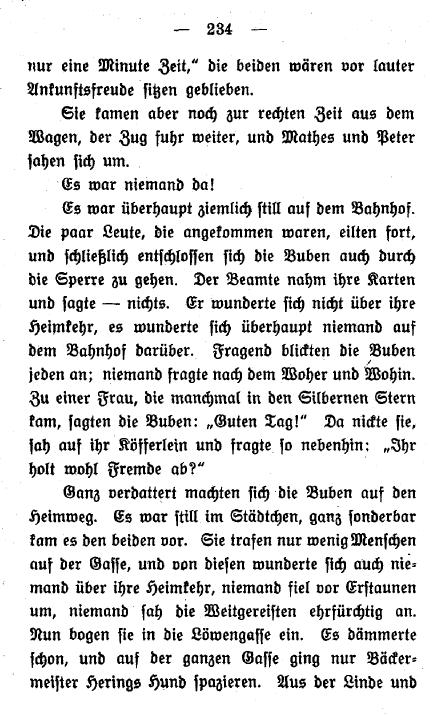 — 234 —
nur eine Minute Zeit,“ die beiden wären vor lauter
Ankunftsfreude sitzen geblieben.
Sie kamen aber noch zur rechten Zeit aus dem
Wagen, der Zug fuhr weiter, und Mathes und Peter
sahen sich um.
Es war niemand da!
Es war überhaupt ziemlich still auf dem Bahnhof.
Die paar Leute, die angekommen waren, eilten fort,
und schließlich entschlossen sich die Buben auch durch
die Sperre zu gehen. Der Beamte nahm ihre Karten
und sagte — nichts. Er wunderte sich nicht über ihre
Heimkehr, es wunderte sich überhaupt niemand auf
dem Bahnhof darüber. Fragend blickten die Buben
jeden an; niemand fragte nach dem Woher und Wohin.
Zu einer Frau, die manchmal in den Silbernen Stern
kam, sagten die Buben: „Guten Tag!“ Da nickte sie,
sah auf ihr Köfferlein und fragte so nebenhin: „Ihr
holt wohl Fremde ab?“
Ganz verdattert machten sich die Buben auf den
Heimweg. Es war still im Städtchen, ganz sonderbar
kam es den beiden vor. Sie trafen nur wenig Menschen
auf der Gasse, und von diesen wunderte sich auch nie-
mand über ihre Heimkehr, niemand fiel vor Erstaunen
um, niemand sah die Weitgereisten ehrfürchtig an.
Nun bogen sie in die Löwengasse ein. Es dämmerte
schon, und auf der ganzen Gasse ging nur Bäcker-
meister Herings Hund spazieren. Aus der Linde und